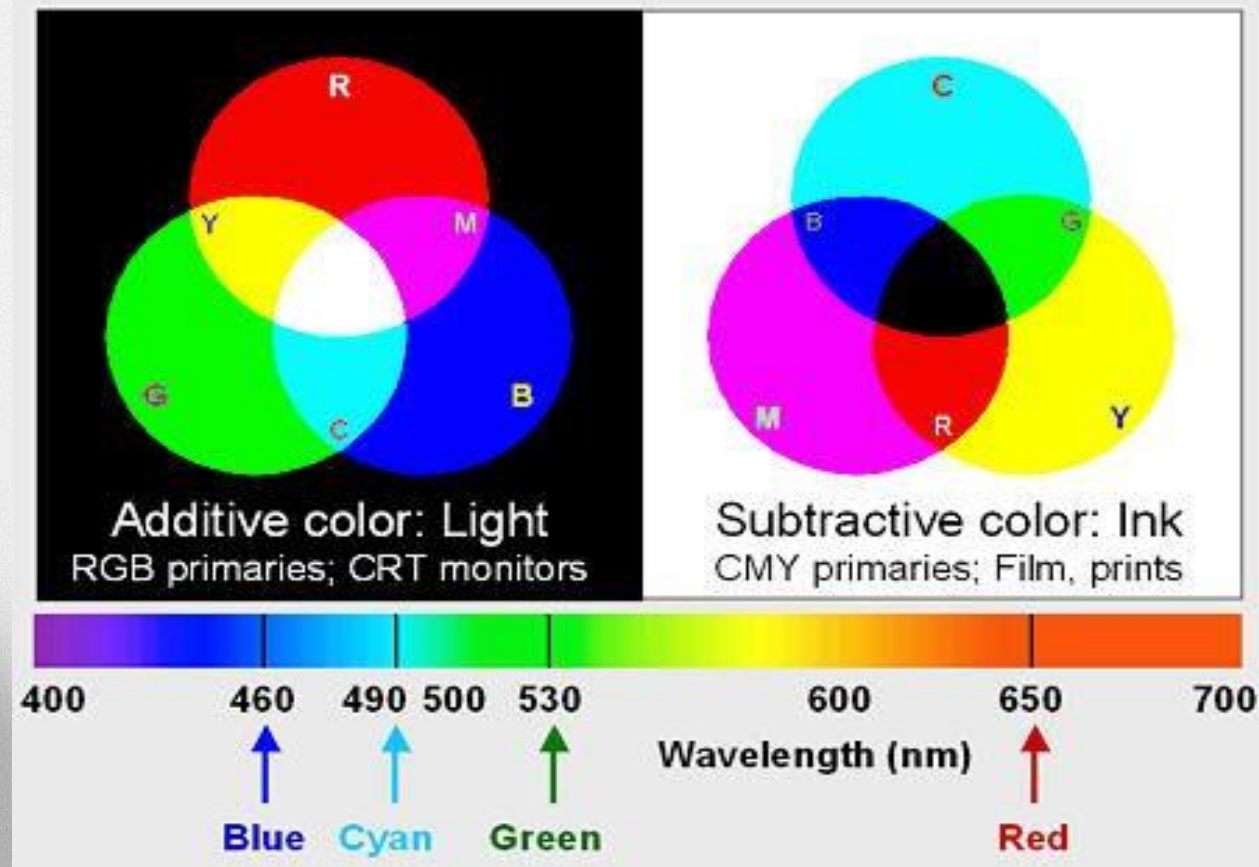 R
Y
M
G
B
C
Additive color: Light
RGB primaries; CRT monitors
C
B
G
M
R
Y
Subtractive color: Ink
CMY primaries; Film, prints
400 460 490 500 530 600 650 700
Wavelength (nm)
Blue Cyan Green Red